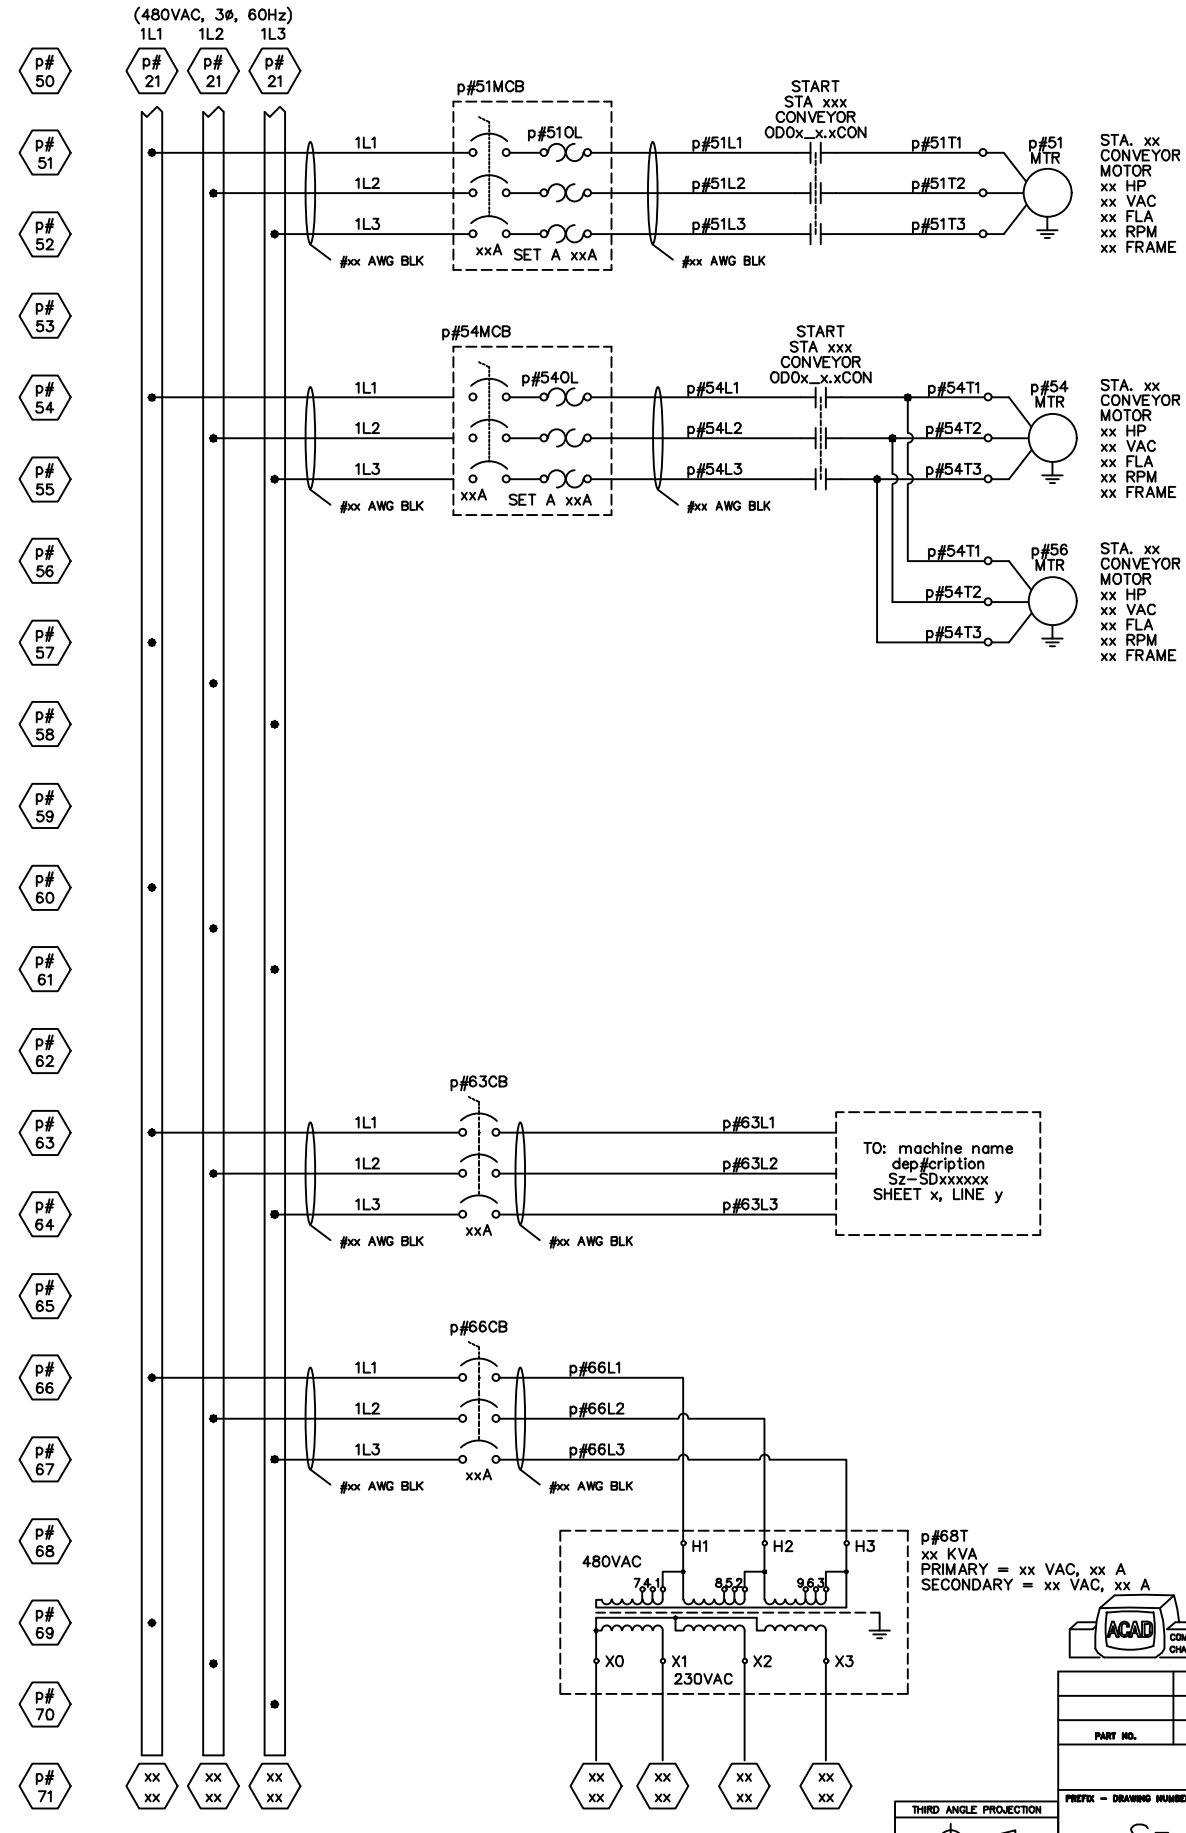 (480VAC, 3ø, 60Hz)
1L1 1L2 1L3
p# 50
p# 21
p# 21
p# 21
p#51MCB
START
STA xxx
CONVEYOR
OD0x_x.xCON
p# 51
1L1
p#51OL
p#51L1
p#51T1
p#51
MTR
1L2
p#51L2
p#51T2
p# 52
1L3
p#51L3
p#51T3
xxA
SET A xxA
#xx AWG BLK
#xx AWG BLK
STA. xx
CONVEYOR
MOTOR
xx HP
xx VAC
xx FLA
xx RPM
xx FRAME
p# 53
p#54MCB
START
STA xxx
CONVEYOR
OD0x_x.xCON
p# 54
1L1
p#54OL
p#54L1
p#54T1
p#54
MTR
1L2
p#54L2
p#54T2
p# 55
1L3
p#54L3
p#54T3
xxA
SET A xxA
#xx AWG BLK
#xx AWG BLK
STA. xx
CONVEYOR
MOTOR
xx HP
xx VAC
xx FLA
xx RPM
xx FRAME
p# 56
p#54T1
p#56
MTR
p#54T2
p#54T3
STA. xx
CONVEYOR
MOTOR
xx HP
xx VAC
xx FLA
xx RPM
xx FRAME
p# 57
p# 58
p# 59
p# 60
p# 61
p# 62
p#63CB
p# 63
1L1
p#63L1
1L2
p#63L2
p# 64
1L3
p#63L3
xxA
#xx AWG BLK
#xx AWG BLK
TO: machine name
dep#cription
Sz-SDxxxxxx
SHEET x, LINE y
p# 65
p#66CB
p# 66
1L1
p#66L1
1L2
p#66L2
p# 67
1L3
p#66L3
xxA
#xx AWG BLK
#xx AWG BLK
p# 68
H1 H2 H3
480VAC
7 4 1 8 5 2 9 6 3
p#68T
xx KVA
PRIMARY = xx VAC, xx A
SECONDARY = xx VAC, xx A
p# 69
X0 X1 X2 X3
230VAC
ACAD
COM
CHA
p# 70
PART NO.
p# 71
xx xx
xx xx
xx xx
xx xx
xx xx
xx xx
xx xx
PREFIX - DRAWING NUMBE
THIRD ANGLE PROJECTION